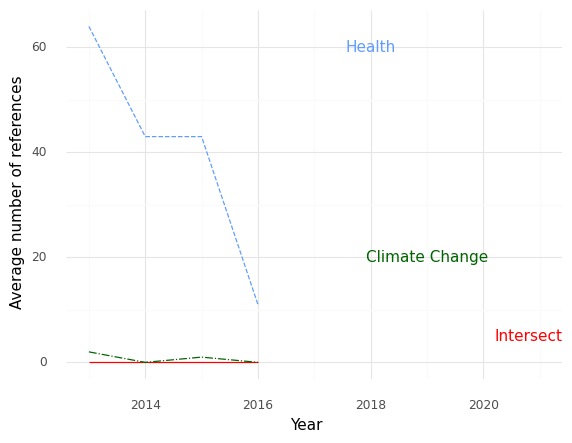 Average number of references
60
40
20
0
Health
Climate Change
Intersect
2014
2016
2018
2020
Year